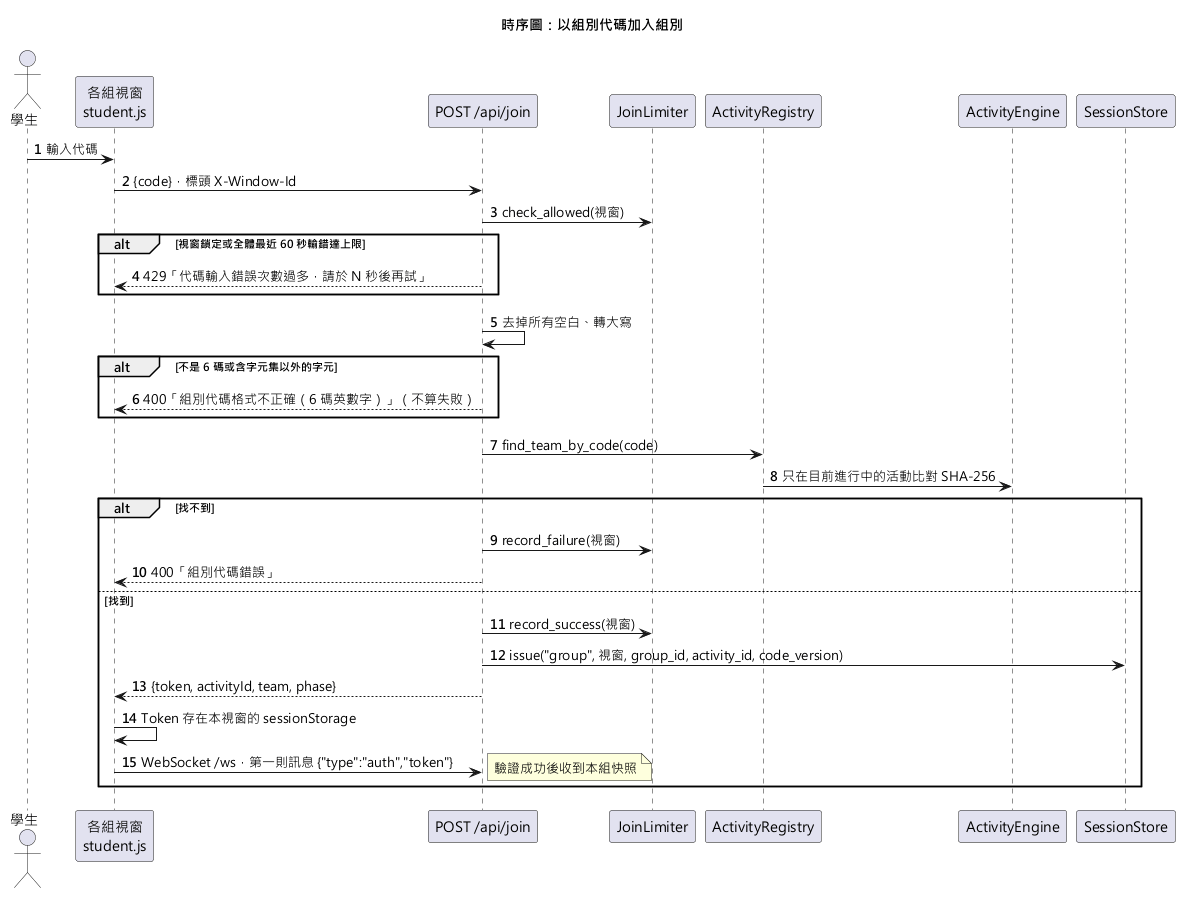 時序圖：以組別代碼加入組別
學生
各組視窗
student.js
POST /api/join
JoinLimiter
ActivityRegistry
ActivityEngine
SessionStore
1 輸入代碼
2 {code}，標頭 X-Window-Id
3 check_allowed(視窗)
alt [視窗鎖定或全體最近 60 秒輸錯達上限]
4 429「代碼輸入錯誤次數過多，請於 N 秒後再試」
5 去掉所有空白、轉大寫
alt [不是 6 碼或含字元集以外的字元]
6 400「組別代碼格式不正確（6 碼英數字）」（不算失敗）
7 find_team_by_code(code)
8 只在目前進行中的活動比對 SHA-256
alt [找不到]
9 record_failure(視窗)
10 400「組別代碼錯誤」
[找到]
11 record_success(視窗)
12 issue("group", 視窗, group_id, activity_id, code_version)
13 {token, activityId, team, phase}
14 Token 存在本視窗的 sessionStorage
15 WebSocket /ws，第一則訊息 {"type":"auth","token"}
驗證成功後收到本組快照
學生
各組視窗
student.js
POST /api/join
JoinLimiter
ActivityRegistry
ActivityEngine
SessionStore